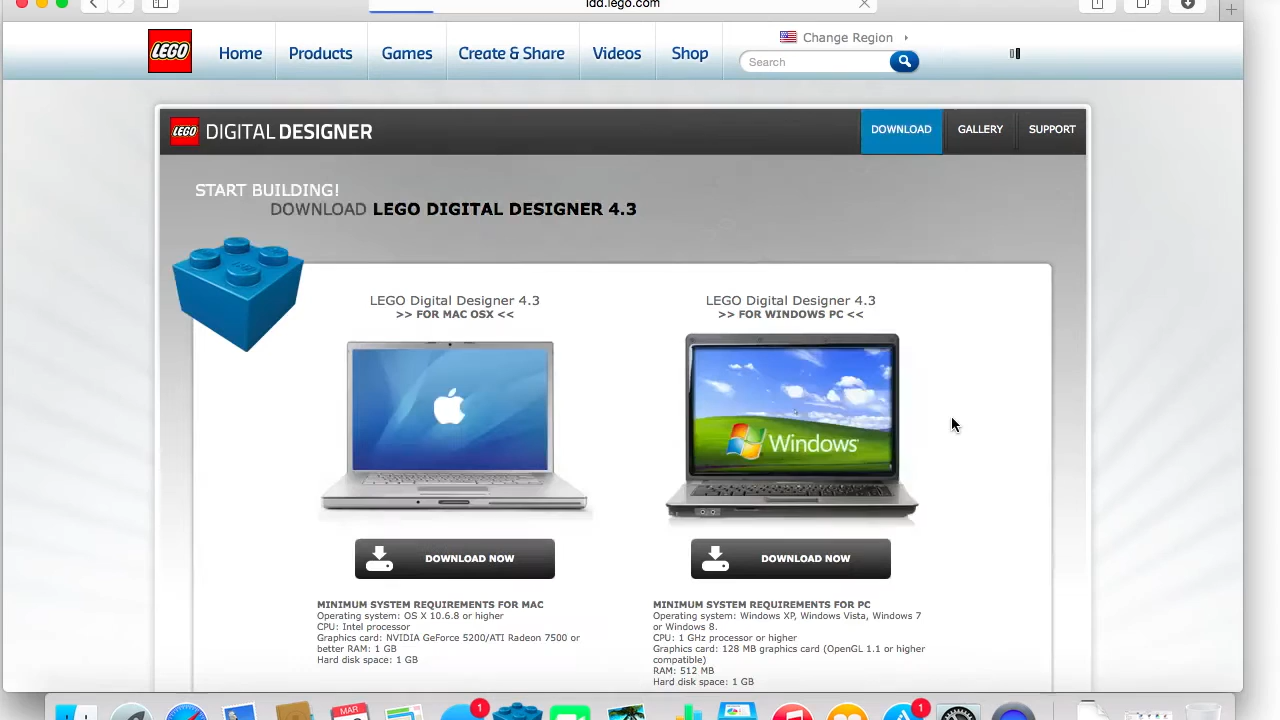 ldd.lego.com
LEGO
Home
Products
Games
Create & Share
Videos
Shop
Change Region
Search
LEGO DIGITAL DESIGNER
DOWNLOAD
GALLERY
SUPPORT
START BUILDING!
DOWNLOAD LEGO DIGITAL DESIGNER 4.3
LEGO Digital Designer 4.3
>> FOR MAC OSX <<
DOWNLOAD NOW
MINIMUM SYSTEM REQUIREMENTS FOR MAC
Operating system: OS X 10.6.8 or higher
CPU: Intel processor
Graphics card: NVIDIA GeForce 5200/ATI Radeon 7500 or
better RAM: 1 GB
Hard disk space: 1 GB
LEGO Digital Designer 4.3
>> FOR WINDOWS PC <<
Windows
DOWNLOAD NOW
MINIMUM SYSTEM REQUIREMENTS FOR PC
Operating system: Windows XP, Windows Vista, Windows 7
or Windows 8.
CPU: 1 GHz processor or higher
Graphics card: 128 MB graphics card (OpenGL 1.1 or higher
compatible)
RAM: 512 MB
Hard disk space: 1 GB
MAR
1
1